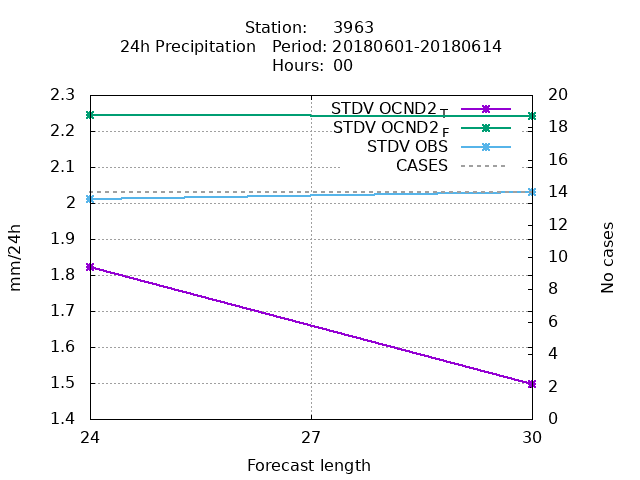 Station: 3963
24h Precipitation Period: 20180601-20180614
Hours: 00
2.3
2.2
2.1
2
1.9
1.8
1.7
1.6
1.5
1.4
mm/24h
STDV OCND2 T
STDV OCND2 F
STDV OBS
CASES
20
18
16
14
12
10
8
6
4
2
0
No cases
24 27 30
Forecast length